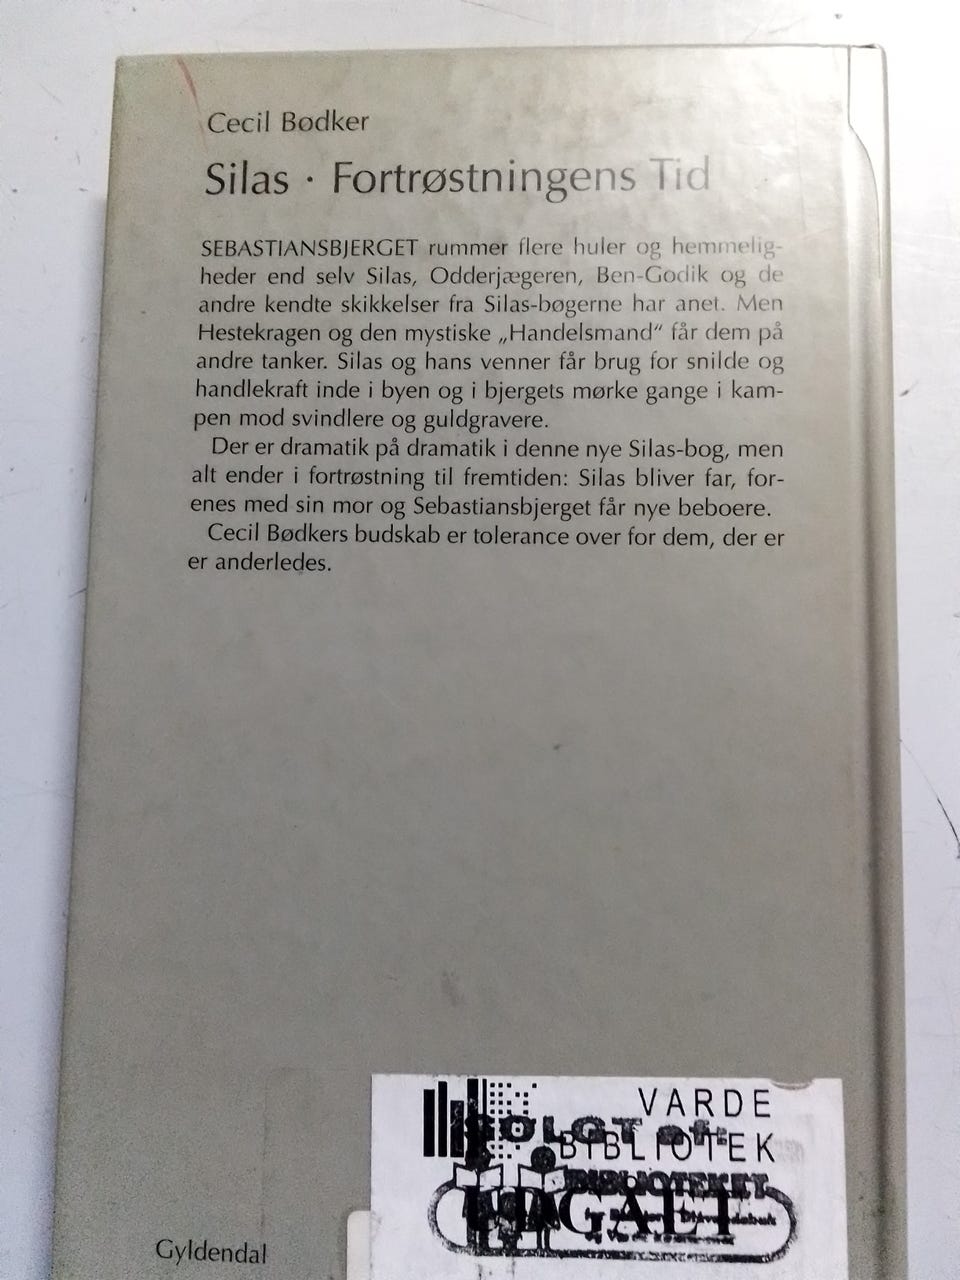 Cecil Bødker
Silas · Fortrøstningens Tid
SEBASTIANSBJERGET rummer flere huler og hemmelig-
heder end selv Silas, Odderjægeren, Ben-Godik og de
andre kendte skikkelser fra Silas-bøgerne har anet. Men
Hestekragen og den mystiske „Handelsmand“ får dem på
andre tanker. Silas og hans venner får brug for snilde og
handlekraft inde i byen og i bjergets mørke gange i kam-
pen mod svindlere og guldgravere.
Der er dramatik på dramatik i denne nye Silas-bog, men
alt ender i fortrøstning til fremtiden: Silas bliver far, for-
enes med sin mor og Sebastiansbjerget får nye beboere.
Cecil Bødkers budskab er tolerance over for dem, der er
er anderledes.
VARDE
SOLGT af:
BIBLIOTEK
BIBLIOTEKET
Gyldendal